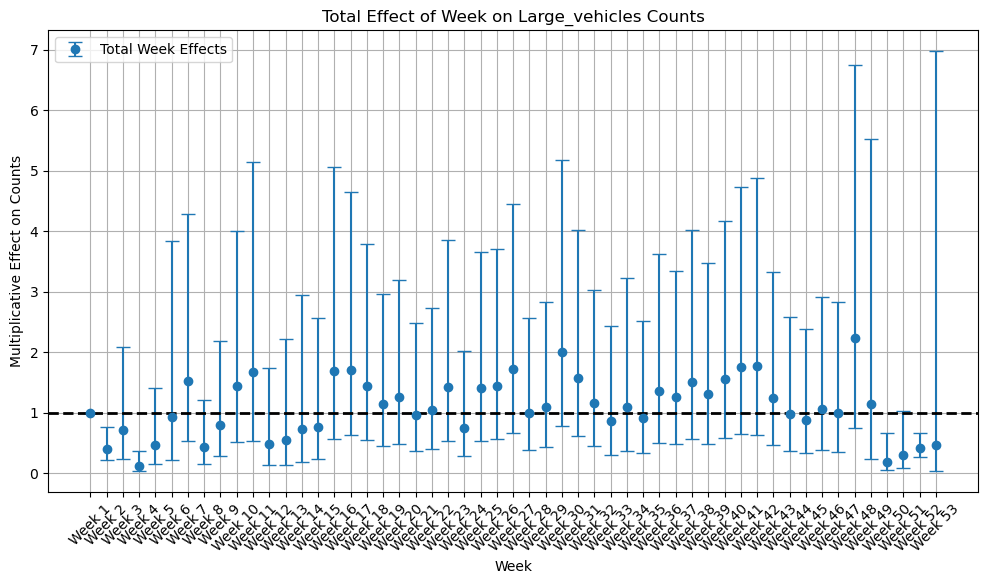 Total Effect of Week on Large_vehicles Counts
Total Week Effects
Multiplicative Effect on Counts
7
6
5
4
3
2
1
0
Week 1
Week 2
Week 3
Week 4
Week 5
Week 6
Week 7
Week 8
Week 9
Week 10
Week 11
Week 12
Week 13
Week 14
Week 15
Week 16
Week 17
Week 18
Week 19
Week 20
Week 21
Week 22
Week 23
Week 24
Week 25
Week 26
Week 27
Week 28
Week 29
Week 30
Week 31
Week 32
Week 33
Week 34
Week 35
Week 36
Week 37
Week 38
Week 39
Week 40
Week 41
Week 42
Week 43
Week 44
Week 45
Week 46
Week 47
Week 48
Week 49
Week 50
Week 51
Week 52
Week 53
Week